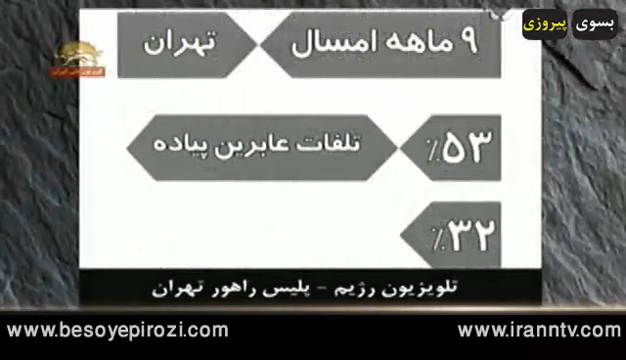 بسوی پیروزی
۹ ماهه امسال تهران
۵۳٪ تلفات عابرین پیاده
۳۲٪
تلویزیون رژیم - پلیس راهور تهران
www.besoyepirozi.com www.iranntv.com